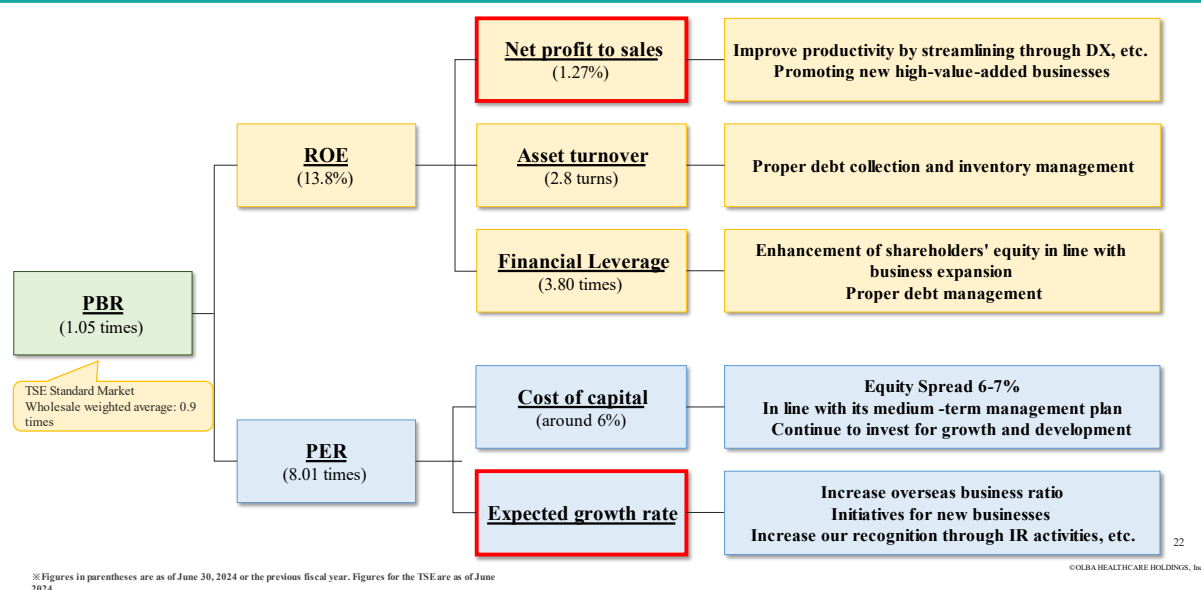 Net profit to sales
(1.27%)
Improve productivity by streamlining through DX, etc.
Promoting new high-value-added businesses
ROE
(13.8%)
Asset turnover
(2.8 turns)
Proper debt collection and inventory management
Financial Leverage
(3.80 times)
Enhancement of shareholders' equity in line with
business expansion
Proper debt management
PBR
(1.05 times)
TSE Standard Market
Wholesale weighted average: 0.9
times
PER
(8.01 times)
Cost of capital
(around 6%)
Equity Spread 6-7%
In line with its medium -term management plan
Continue to invest for growth and development
Expected growth rate
Increase overseas business ratio
Initiatives for new businesses
Increase our recognition through IR activities, etc.
22
©OLBA HEALTHCARE HOLDINGS, Inc
※Figures in parentheses are as of June 30, 2024 or the previous fiscal year. Figures for the TSE are as of June
2024